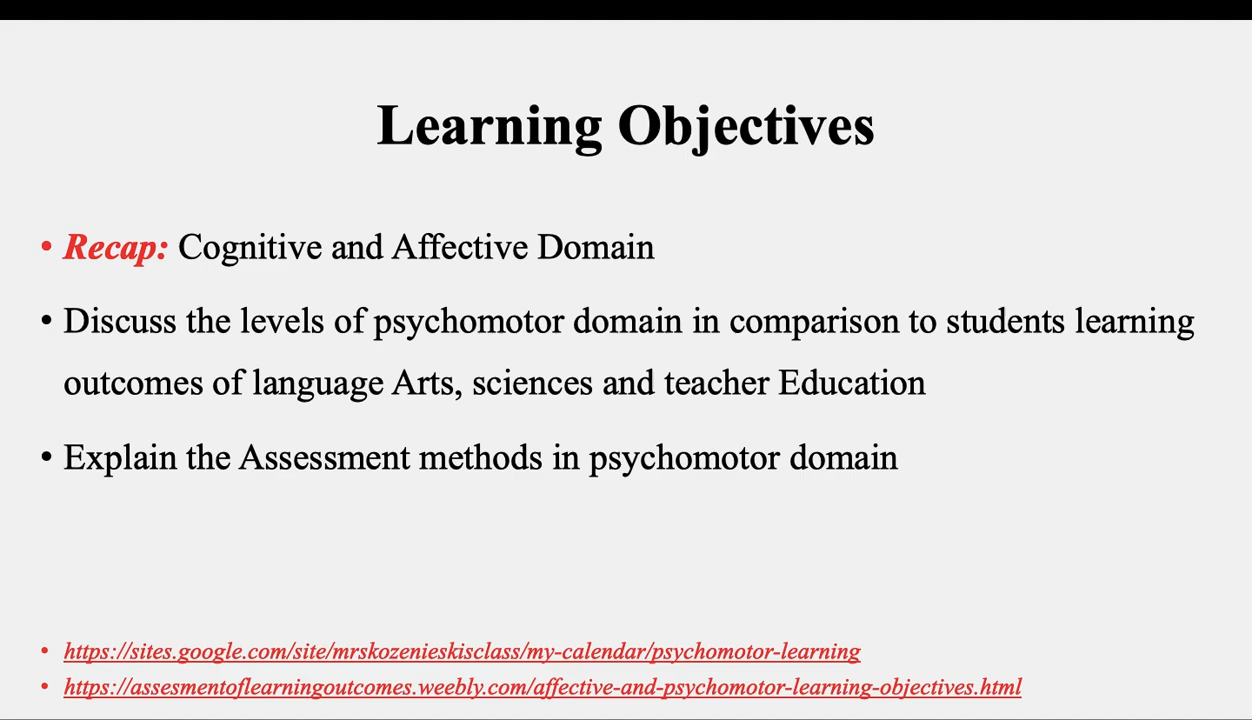 Learning Objectives
• Recap: Cognitive and Affective Domain
• Discuss the levels of psychomotor domain in comparison to students learning
outcomes of language Arts, sciences and teacher Education
• Explain the Assessment methods in psychomotor domain
• https://sites.google.com/site/mrskozenieskisclass/my-calendar/psychomotor-learning
• https://assesmentoflearningoutcomes.weebly.com/affective-and-psychomotor-learning-objectives.html